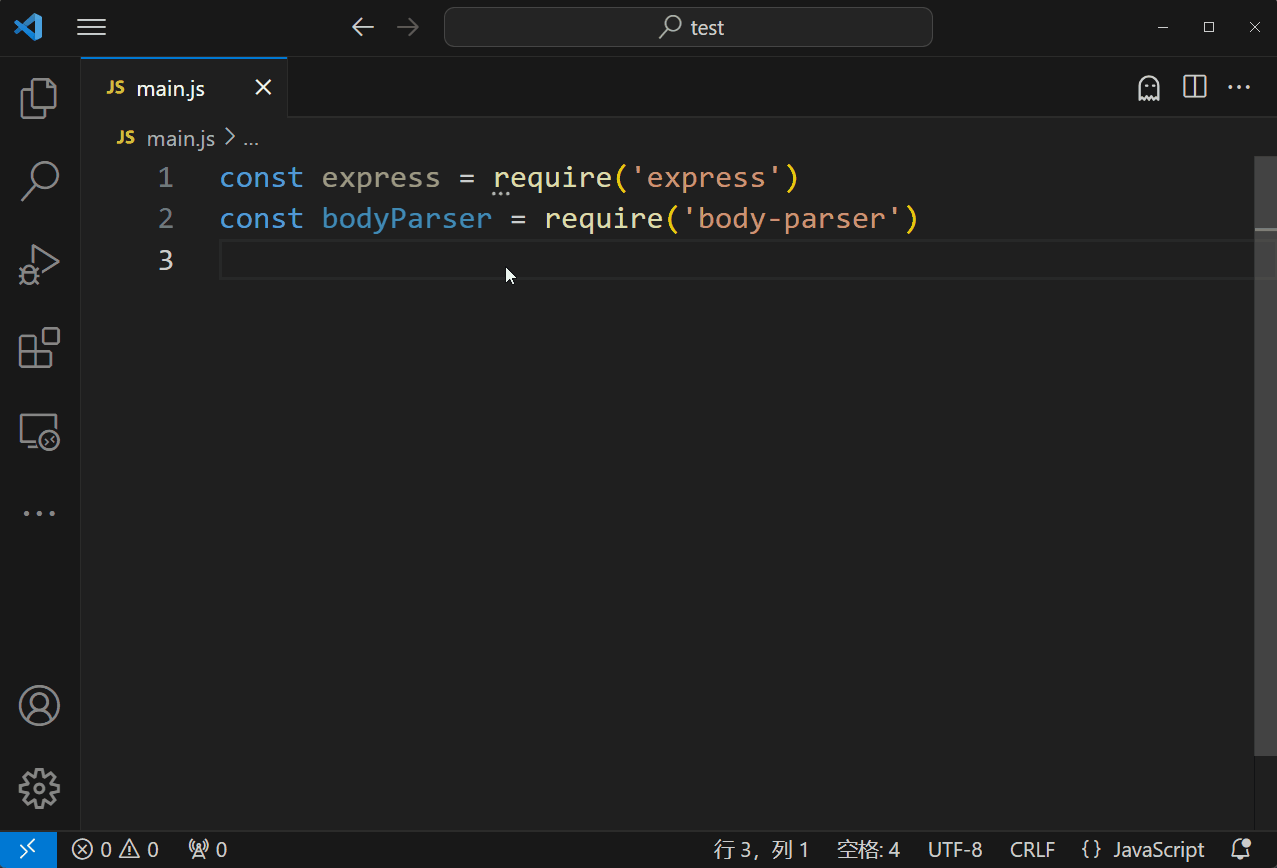 test
JS main.js
JS main.js > ...
1 const express = require('express')
2 const bodyParser = require('body-parser')
3
0 0 0 行 3，列 1 空格: 4 UTF-8 CRLF {} JavaScript